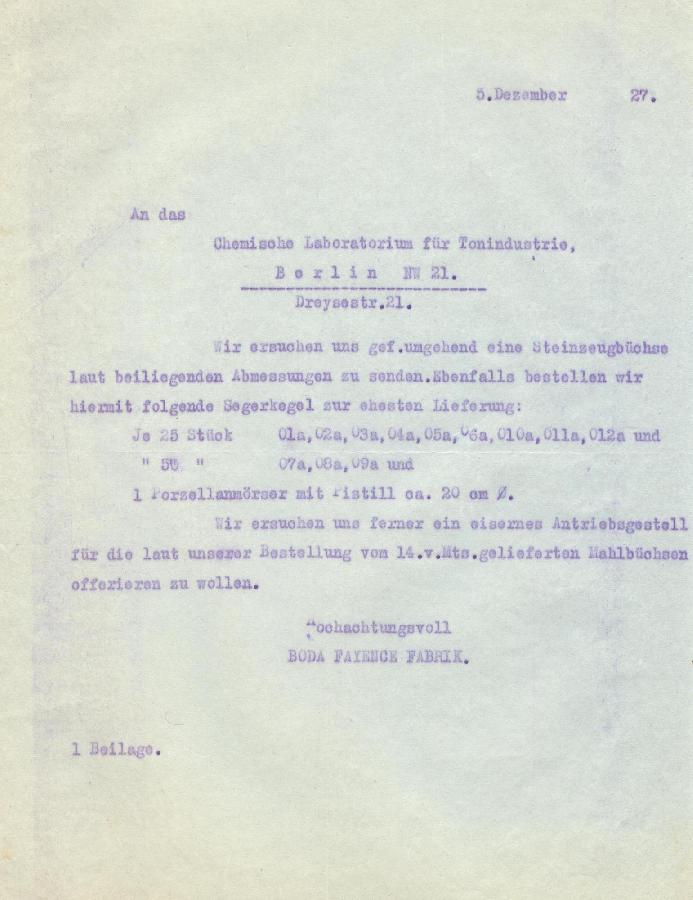 5.Dezember 27.
An das
Chemische Laboratorium für Tonindustrie,
B e r l i n NW 21.
Dreysestr.21.
Wir ersuchen uns gef.umgehend eine Steinzeugbüchse
laut beiliegenden Abmessungen zu senden.Ebenfalls bestellen wir
hiermit folgende Segerkegel zur ehesten Lieferung:
Je 25 Stück 01a,02a,03a,04a,05a,06a,010a,011a,012a und
" 50 " 07a,08a,09a und
1 Porzellanmörser mit Pistill ca. 20 cm Ø.
Wir ersuchen uns ferner ein eisernes Antriebsgestell
für die laut unserer Bestellung vom 14.v.Mts.gelieferten Mahlbüchsen
offerieren zu wollen.
Hochachtungsvoll
BODA FAYENCE FABRIK.
1 Beilage.